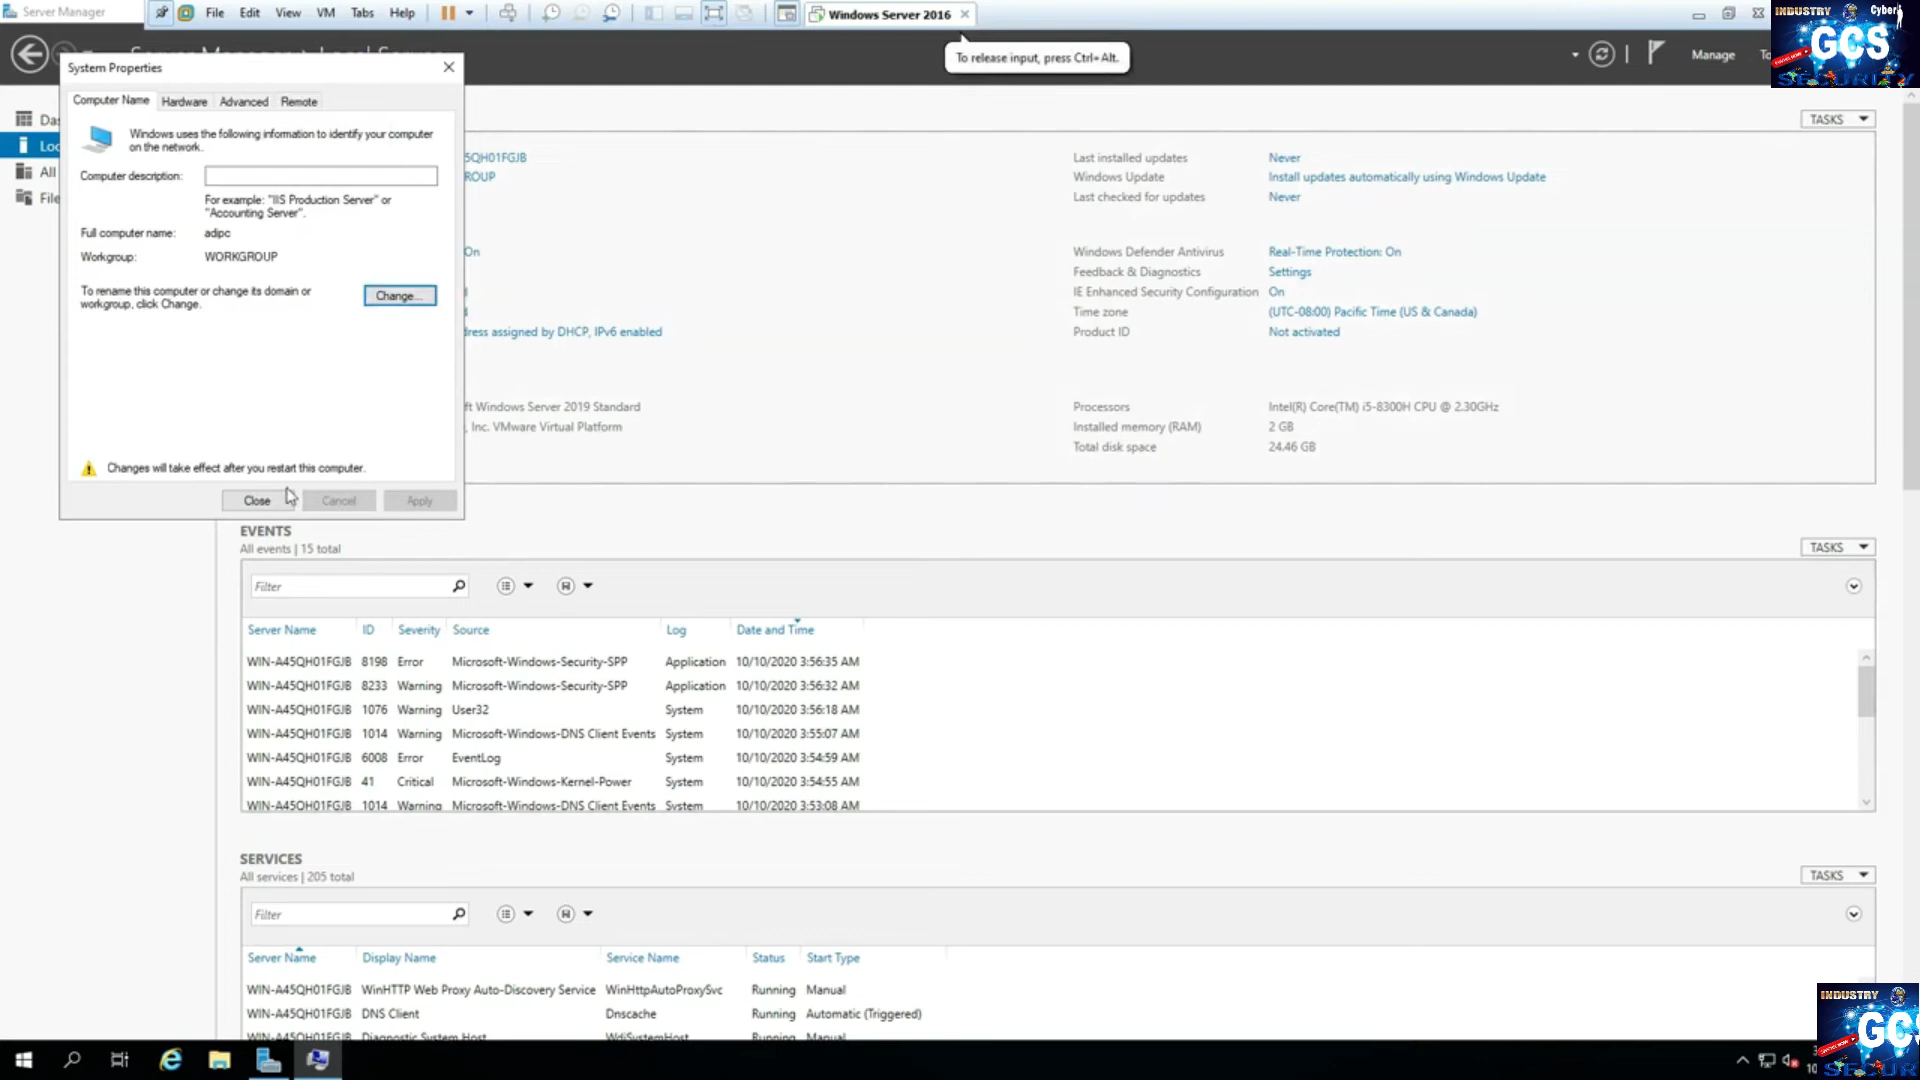 Server Manager
File Edit View VM Tabs Help
Windows Server 2016
To release input, press Ctrl+Alt.
Manage
INDUSTRY Cyber
GCS
SECURITY
System Properties
Computer Name Hardware Advanced Remote
Windows uses the following information to identify your computer
on the network.
Computer description:
For example: "IIS Production Server" or
"Accounting Server".
Full computer name: adipc
Workgroup: WORKGROUP
To rename this computer or change its domain or
workgroup, click Change.
Change...
Changes will take effect after you restart this computer.
Close Cancel Apply
All
TASKS
5QH01FGJB
ROUP
On
ress assigned by DHCP, IPv6 enabled
ft Windows Server 2019 Standard
, Inc. VMware Virtual Platform
Last installed updates Never
Windows Update Install updates automatically using Windows Update
Last checked for updates Never
Windows Defender Antivirus Real-Time Protection: On
Feedback & Diagnostics Settings
IE Enhanced Security Configuration On
Time zone (UTC-08:00) Pacific Time (US & Canada)
Product ID Not activated
Processors Intel(R) Core(TM) i5-8300H CPU @ 2.30GHz
Installed memory (RAM) 2 GB
Total disk space 24.46 GB
EVENTS
All events | 15 total
TASKS
Filter
Server Name ID Severity Source Log Date and Time
WIN-A45QH01FGJB 8198 Error Microsoft-Windows-Security-SPP Application 10/10/2020 3:56:35 AM
WIN-A45QH01FGJB 8233 Warning Microsoft-Windows-Security-SPP Application 10/10/2020 3:56:32 AM
WIN-A45QH01FGJB 1076 Warning User32 System 10/10/2020 3:56:18 AM
WIN-A45QH01FGJB 1014 Warning Microsoft-Windows-DNS Client Events System 10/10/2020 3:55:07 AM
WIN-A45QH01FGJB 6008 Error EventLog System 10/10/2020 3:54:59 AM
WIN-A45QH01FGJB 41 Critical Microsoft-Windows-Kernel-Power System 10/10/2020 3:54:55 AM
WIN-A45QH01FGJB 1014 Warning Microsoft-Windows-DNS Client Events System 10/10/2020 3:53:08 AM
SERVICES
All services | 205 total
TASKS
Filter
Server Name Display Name Service Name Status Start Type
WIN-A45QH01FGJB WinHTTP Web Proxy Auto-Discovery Service WinHttpAutoProxySvc Running Manual
WIN-A45QH01FGJB DNS Client Dnscache Running Automatic (Triggered)
WIN-A45QH01FGJB Diagnostic System Host WdiSystemHost Running Manual
INDUSTRY Cyber
GCS
SECUR